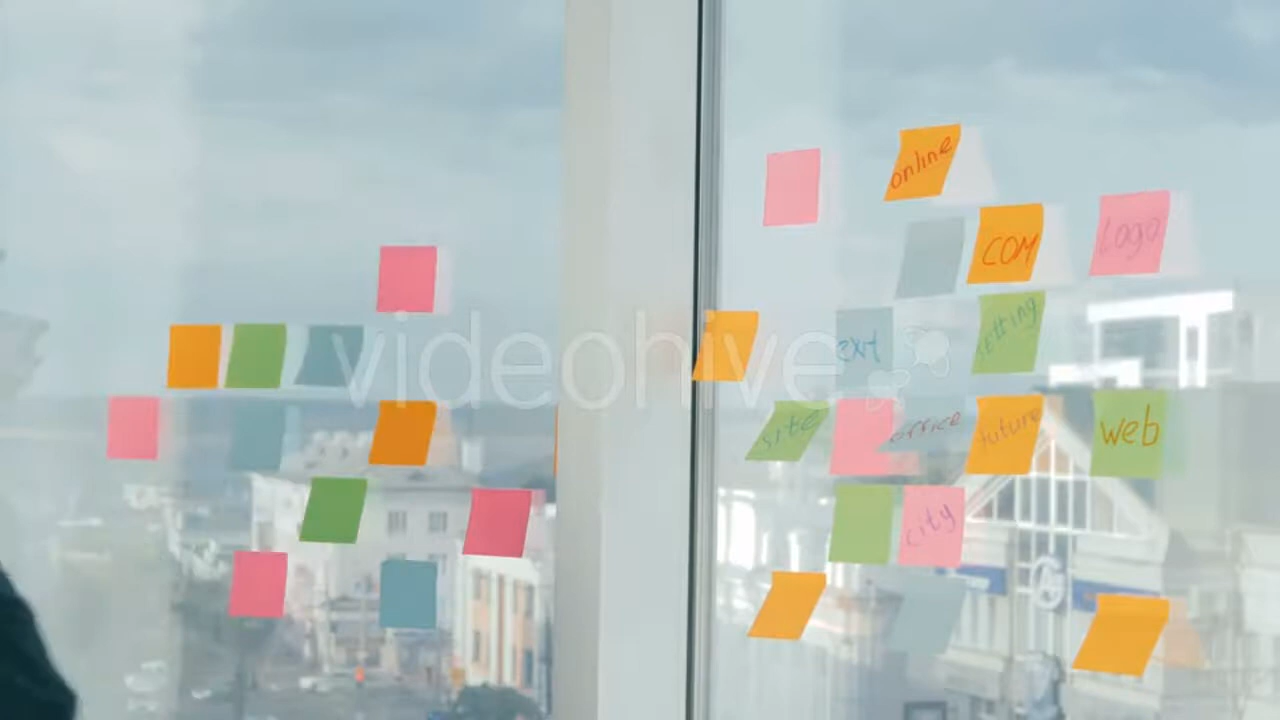 online
COM
Logo
setting
videohive
site
office
future
web
city